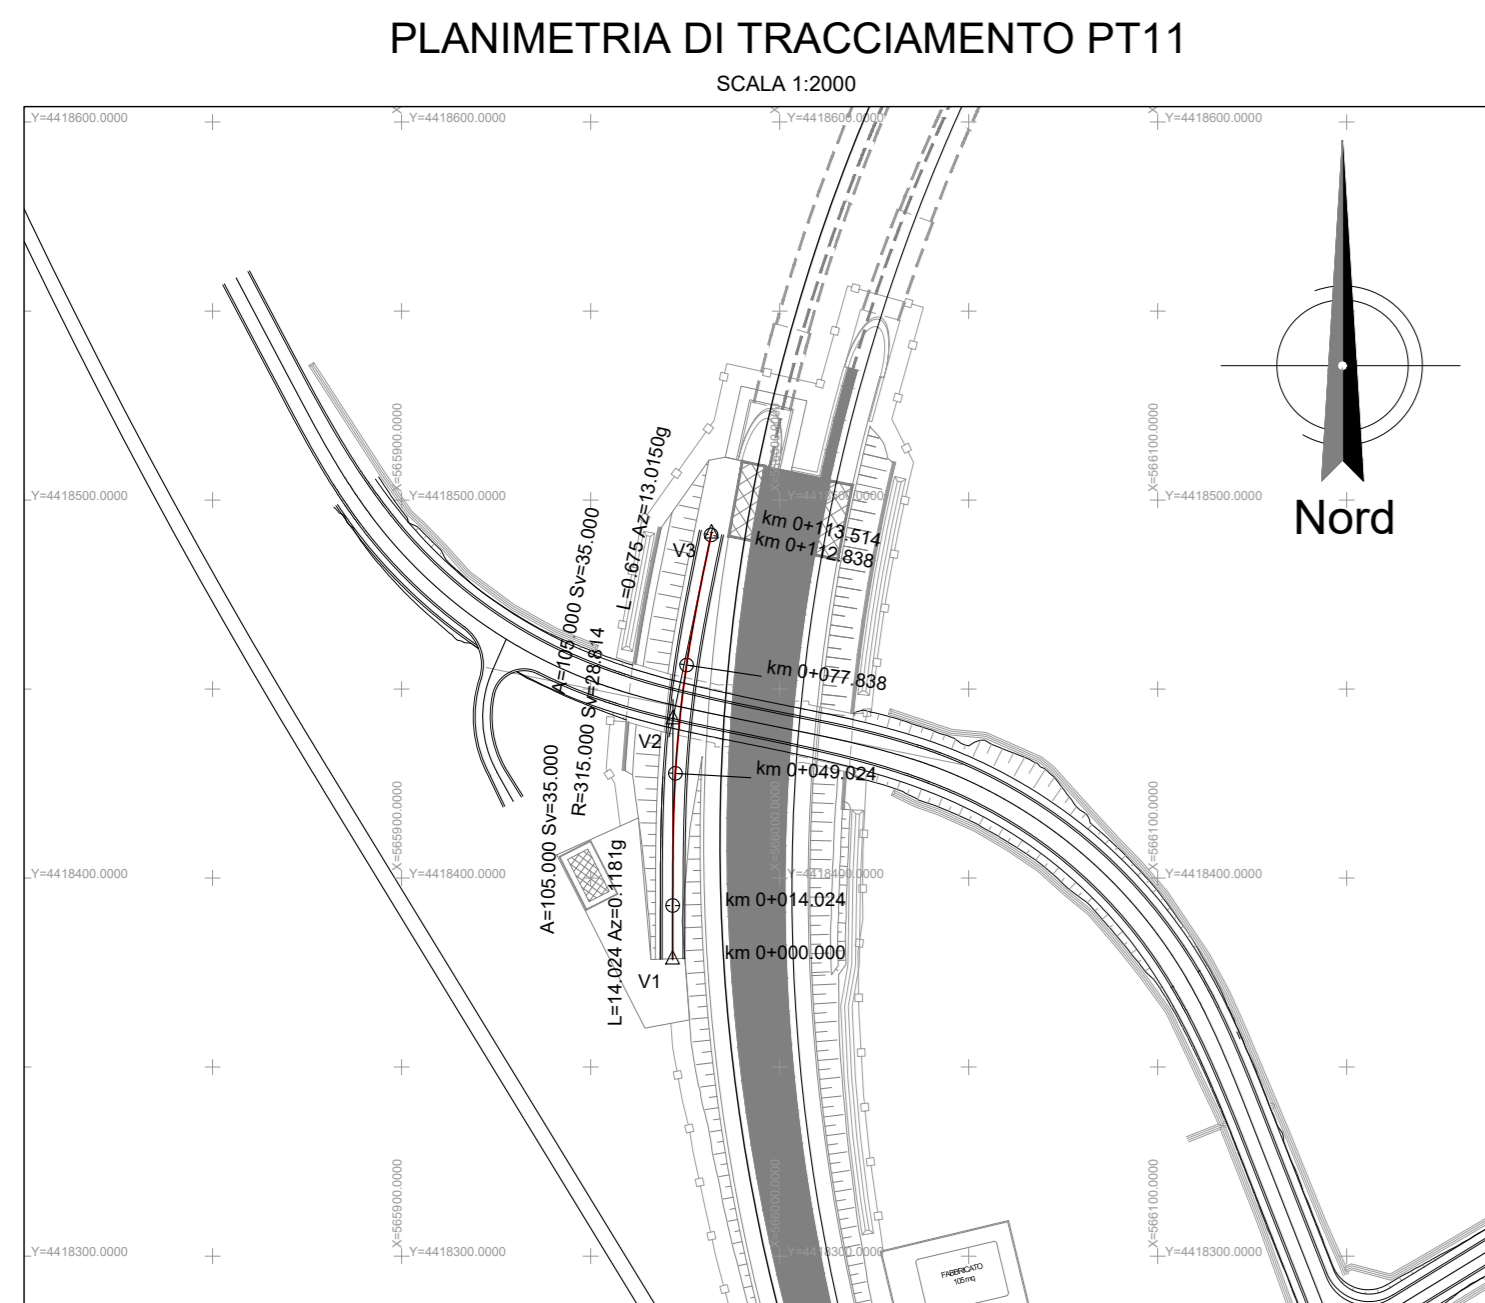 PLANIMETRIA DI TRACCIAMENTO PT11
SCALA 1:2000
Y=4418600.0000
Y=4418600.0000
Y=4418600.0000
Y=4418600.0000
X
X
X
Nord
X=565900.0000
X=566100.0000
L=0.675 Az=13.0150g
A=105.000 Sv=35.000
Y=4418500.0000
Y=4418500.0000
Y=4418500.0000
km 0+113.514
km 0+112.838
V3
R=315.000 Sv=28.814
km 0+077.838
V2
km 0+049.024
A=105.000 Sv=35.000
X=565900.0000
X=566000.0000
X=566100.0000
Y=4418400.0000
Y=4418400.0000
Y=4418400.0000
Y=4418400.0000
L=14.024 Az=0.1181g
km 0+014.024
km 0+000.000
V1
X=565900.0000
X=566000.0000
X=566100.0000
Y=4418300.0000
Y=4418300.0000
Y=4418300.0000
Y=4418300.0000
FABBRICATO
105mq